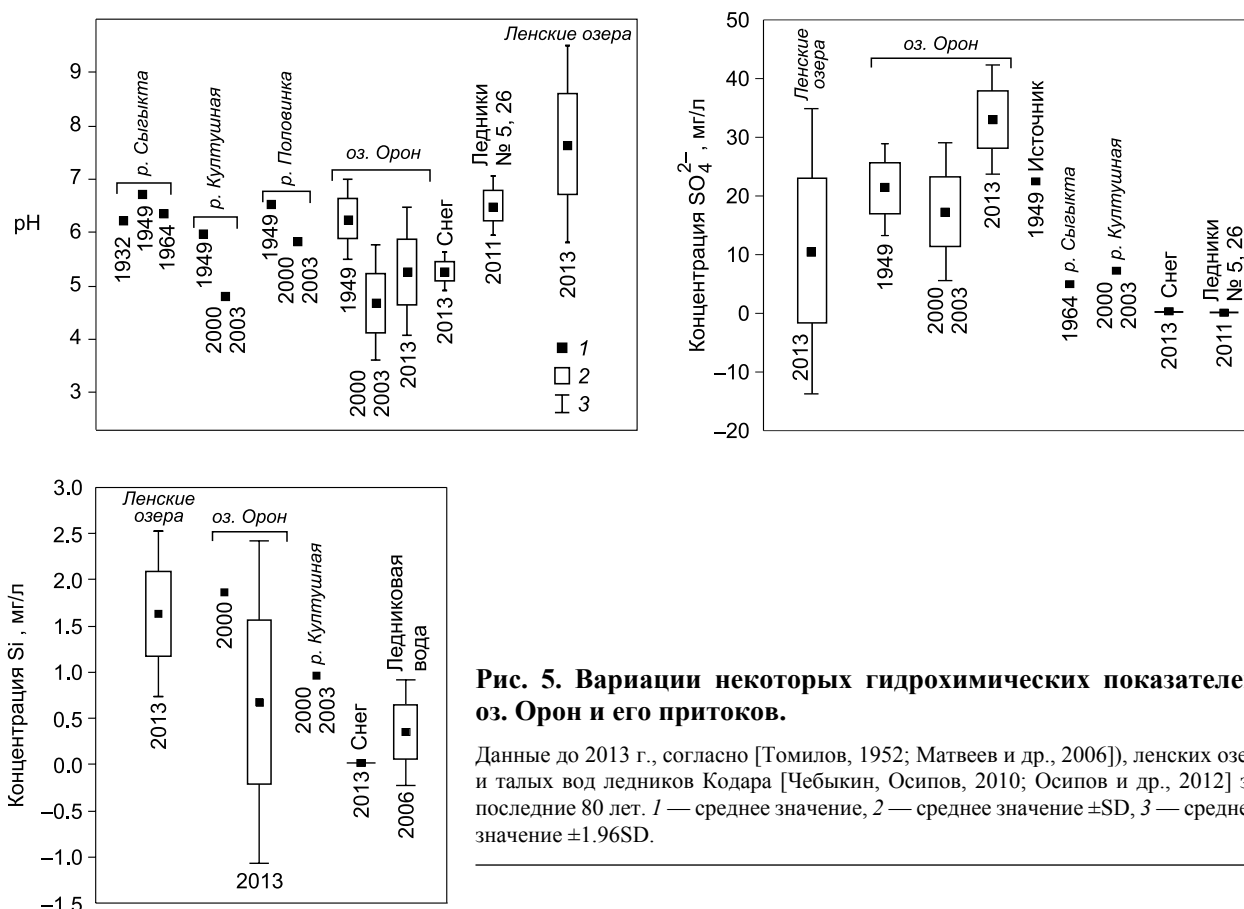 pH
9
8
7
6
5
4
3
р. Сыгыкта
1932
1949
1964
р. Култушная
1949
2000
2003
р. Половинка
1949
2000
2003
оз. Орон
1949
2000
2003
2013
2013 Снег
Ледники
№ 5, 26
2011
Ленские озера
2013
1
2
3
Концентрация SO₄²⁻, мг/л
50
40
30
20
10
0
–10
–20
Ленские
озера
2013
оз. Орон
1949
2000
2003
2013
1949 Источник
1964 р. Сыгыкта
2000
2003
р. Култушная
2013 Снег
2011 Ледники
№ 5, 26
Концентрация Si , мг/л
3.0
2.5
2.0
1.5
1.0
0.5
0.0
–0.5
–1.0
–1.5
Ленские
озера
2013
оз. Орон
2000
2013
2000
2003
р. Култушная
2013 Снег
Ледниковая
вода
2006
Рис. 5. Вариации некоторых гидрохимических показателе
оз. Орон и его притоков.
Данные до 2013 г., согласно [Томилов, 1952; Матвеев и др., 2006]), ленских озе
и талых вод ледников Кодара [Чебыкин, Осипов, 2010; Осипов и др., 2012] з
последние 80 лет. 1 — среднее значение, 2 — среднее значение ±SD, 3 — средне
значение ±1.96SD.